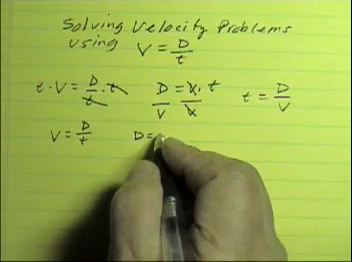 Solving Velocity Problems
using V = D/t
t · V = D/t · t   D/V = V · t/V   t = D/V
V = D/t   D =